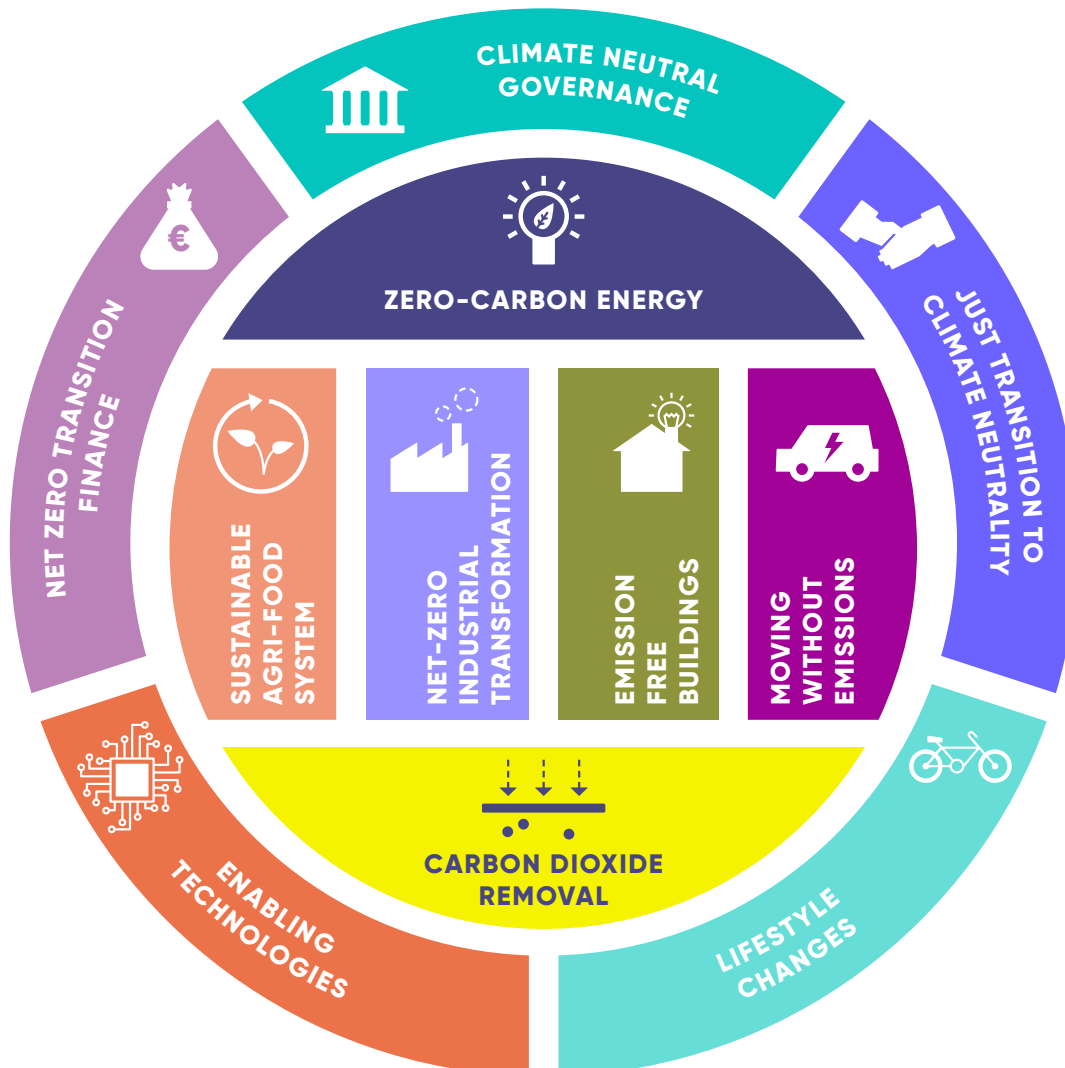 CLIMATE NEUTRAL
GOVERNANCE
€
NET ZERO TRANSITION
FINANCE
JUST TRANSITION TO
CLIMATE NEUTRALITY
ZERO-CARBON ENERGY
SUSTAINABLE
AGRI-FOOD
SYSTEM
NET-ZERO
INDUSTRIAL
TRANSFORMATION
EMISSION
FREE
BUILDINGS
MOVING
WITHOUT
EMISSIONS
CARBON DIOXIDE
REMOVAL
ENABLING
TECHNOLOGIES
LIFESTYLE
CHANGES